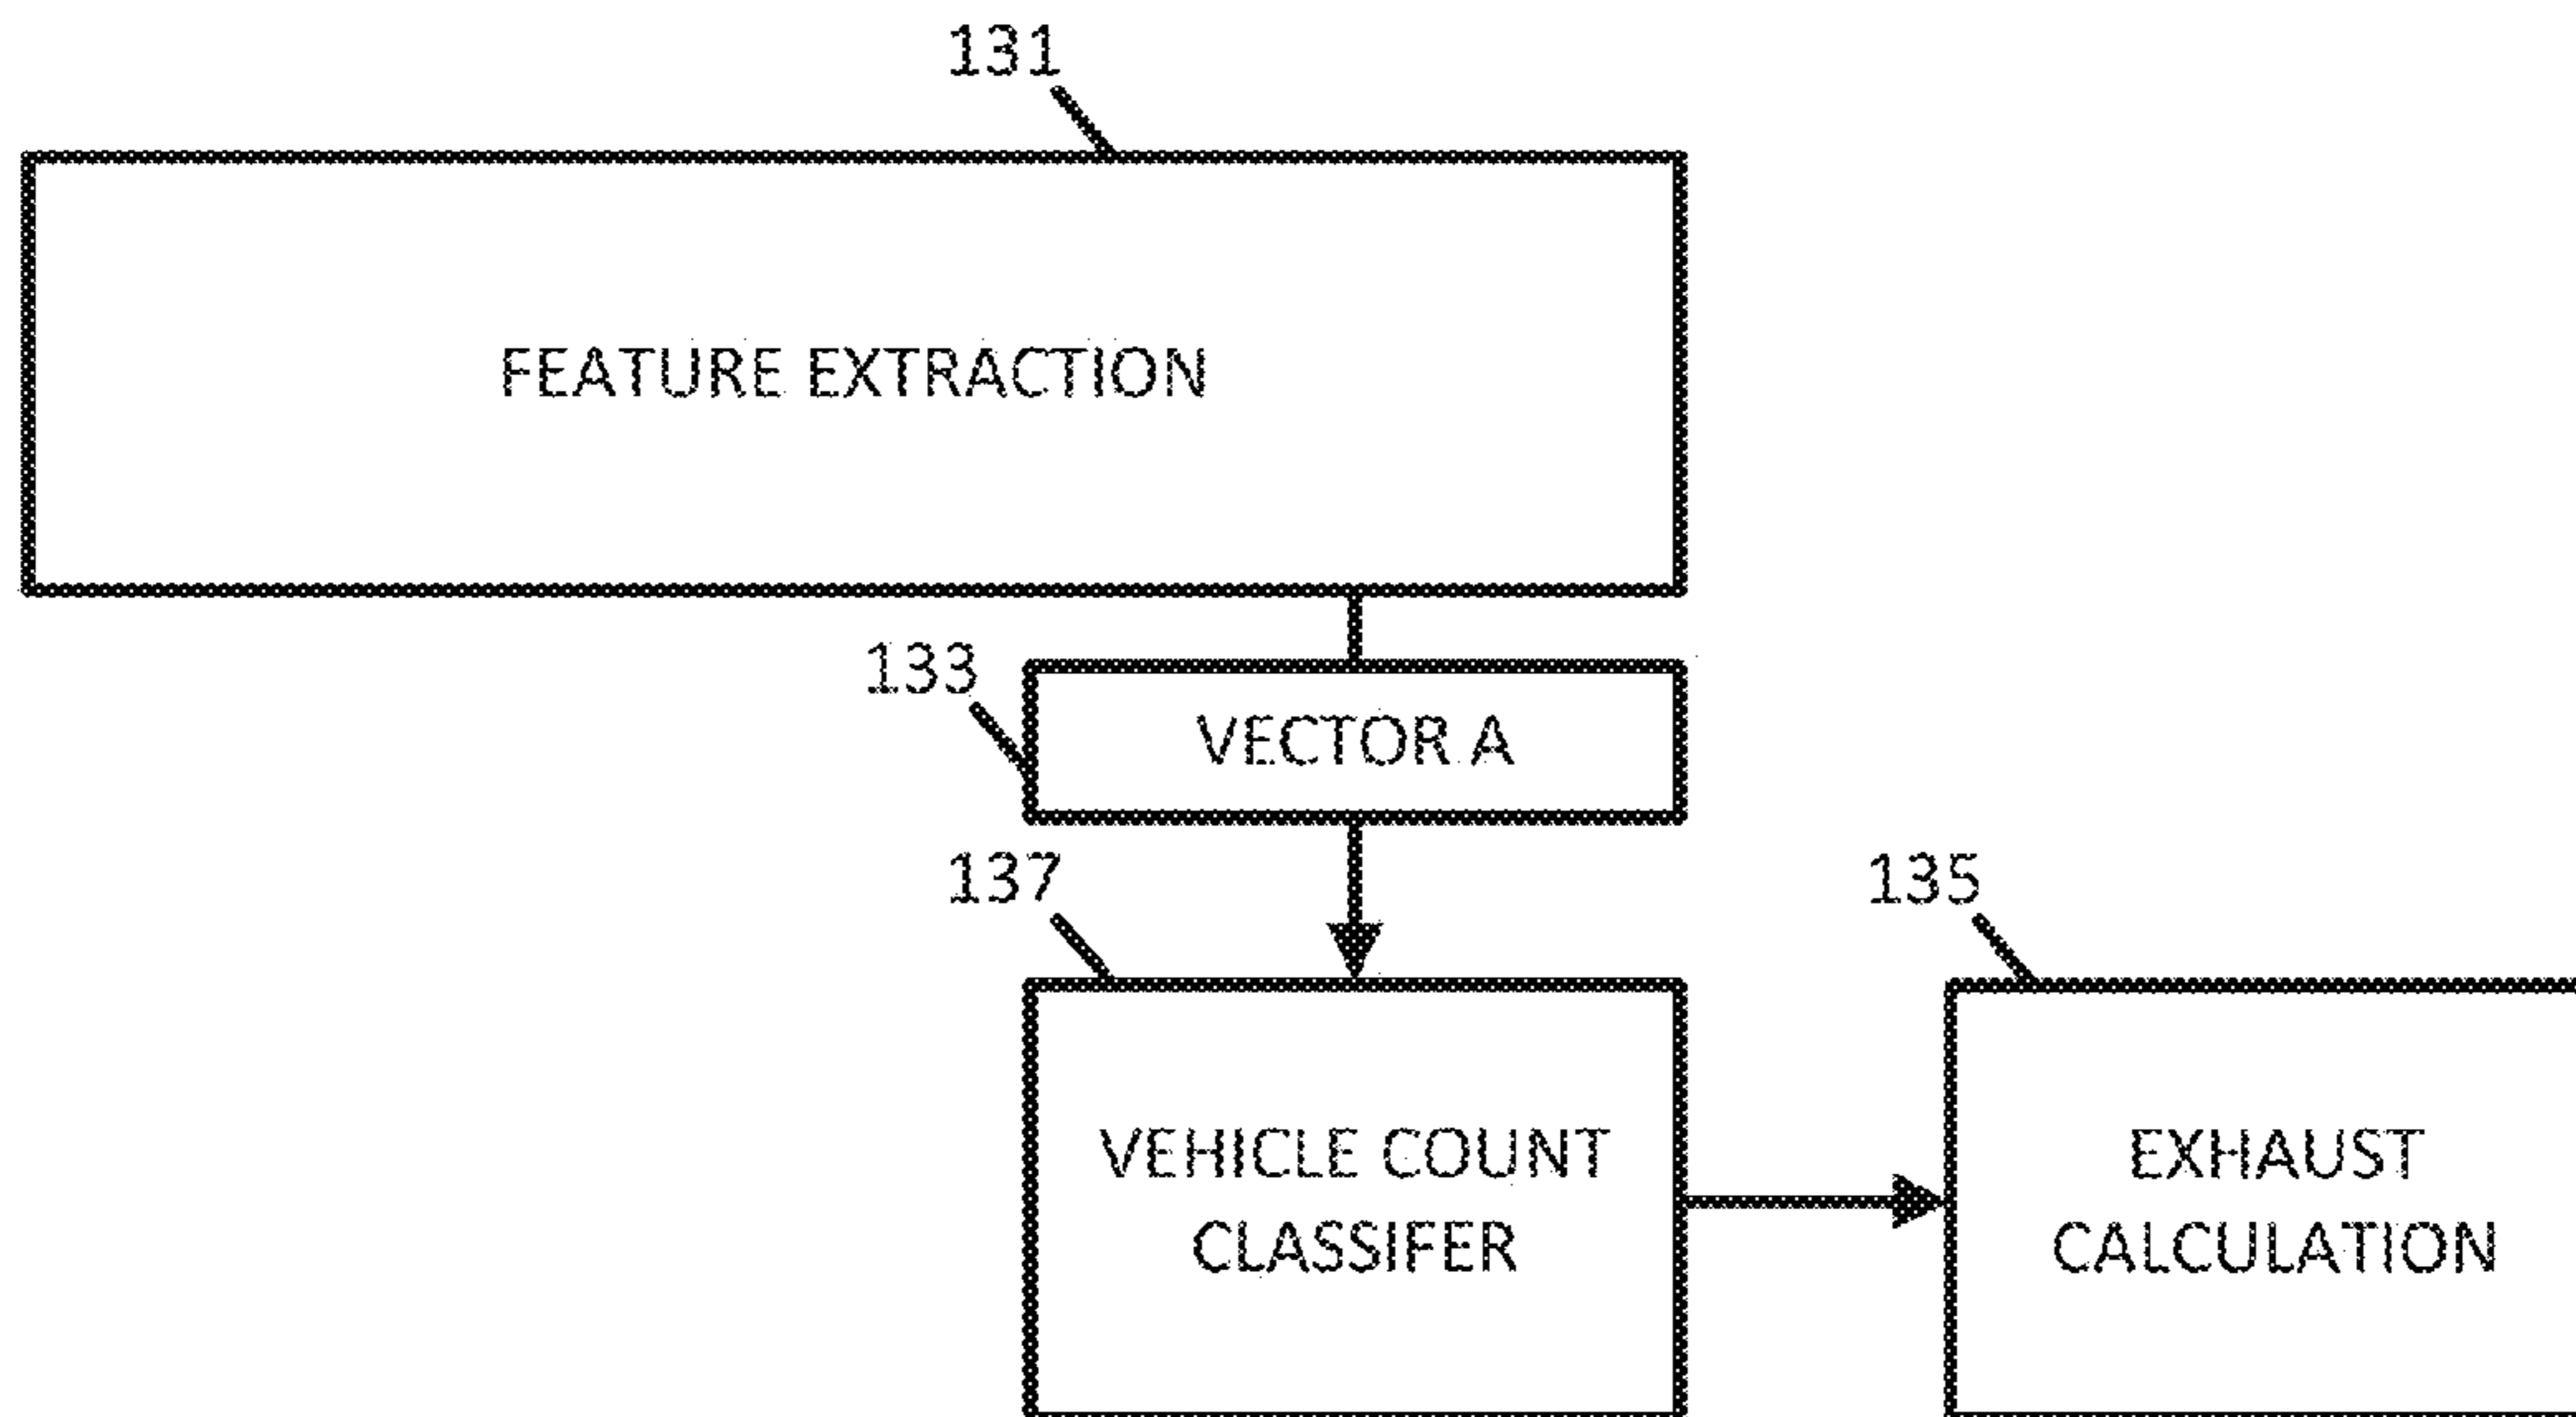 131
FEATURE EXTRACTION
133
VECTOR A
137
135
VEHICLE COUNT
CLASSIFER
EXHAUST
CALCULATION